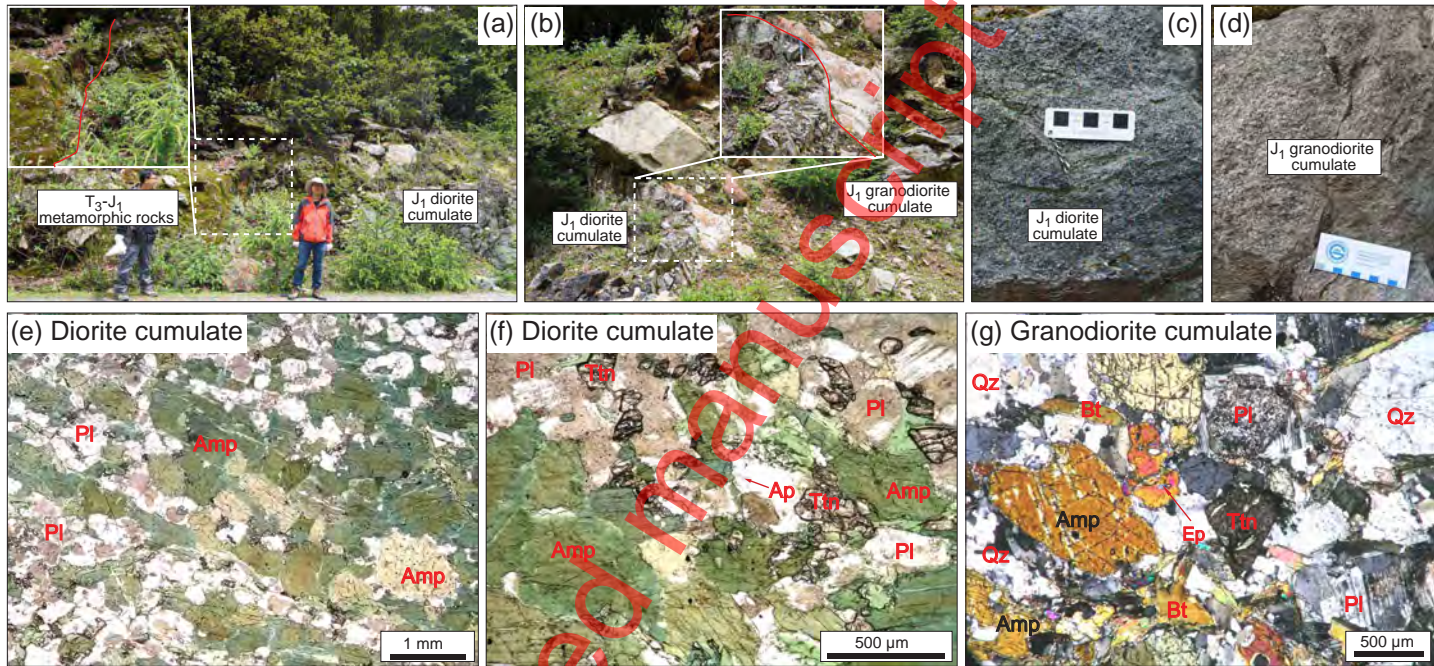 (a)
T3-J1
metamorphic rocks
J1 diorite
cumulate
(b)
J1 diorite
cumulate
J1 granodiorite
cumulate
(c)
J1 diorite
cumulate
(d)
J1 granodiorite
cumulate
(e) Diorite cumulate
Pl
Amp
Pl
Amp
1 mm
(f) Diorite cumulate
Pl
Ttn
Pl
Ap
Ttn
Amp
Amp
Pl
500 µm
(g) Granodiorite cumulate
Qz
Bt
Pl
Qz
Amp
Ttn
Ep
Qz
Bt
Pl
Amp
500 µm
ed manuscript